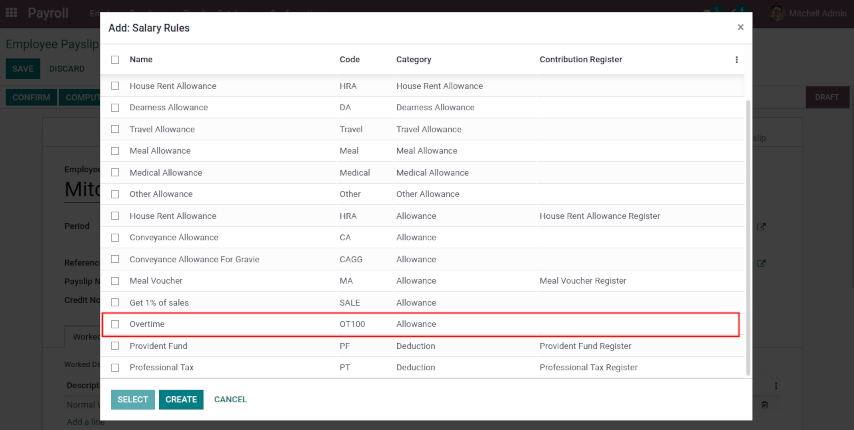 Payroll
Mitchell Admin
Add: Salary Rules
×
Employee Payslip
SAVE DISCARD
Name Code Category Contribution Register
House Rent Allowance HRA House Rent Allowance
CONFIRM COMPUT DRAFT
Dearness Allowance DA Dearness Allowance
Travel Allowance Travel Travel Allowance
Meal Allowance Meal Meal Allowance
Employee
Medical Allowance Medical Medical Allowance
Mitc
Other Allowance Other Other Allowance
House Rent Allowance HRA Allowance House Rent Allowance Register
Period
Conveyance Allowance CA Allowance
Conveyance Allowance For Gravie CAGG Allowance
Reference
Meal Voucher MA Allowance Meal Voucher Register
Payslip N
Credit No
Get 1% of sales SALE Allowance
Overtime OT100 Allowance
Worked
Provident Fund PF Deduction Provident Fund Register
Worked Da
Professional Tax PT Deduction Professional Tax Register
Descripti
SELECT CREATE CANCEL
Normal W
Add a line